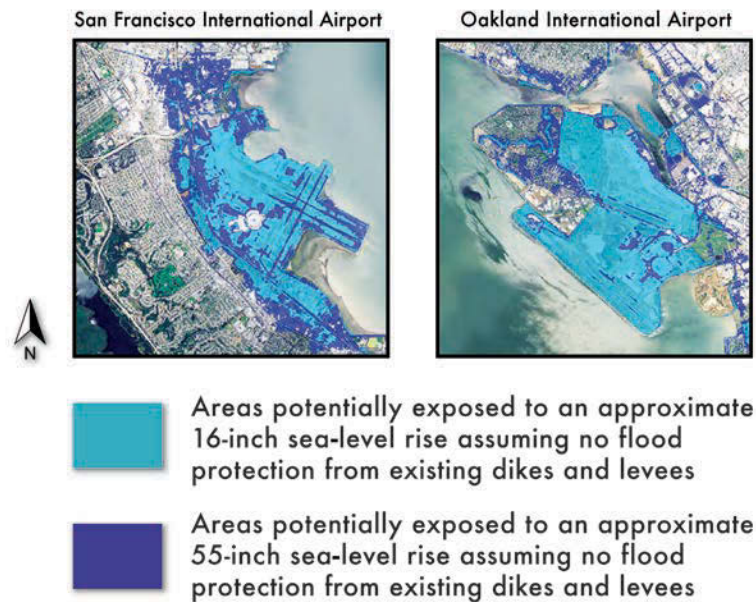 San Francisco International Airport
Oakland International Airport
N
Areas potentially exposed to an approximate
16-inch sea-level rise assuming no flood
protection from existing dikes and levees
Areas potentially exposed to an approximate
55-inch sea-level rise assuming no flood
protection from existing dikes and levees